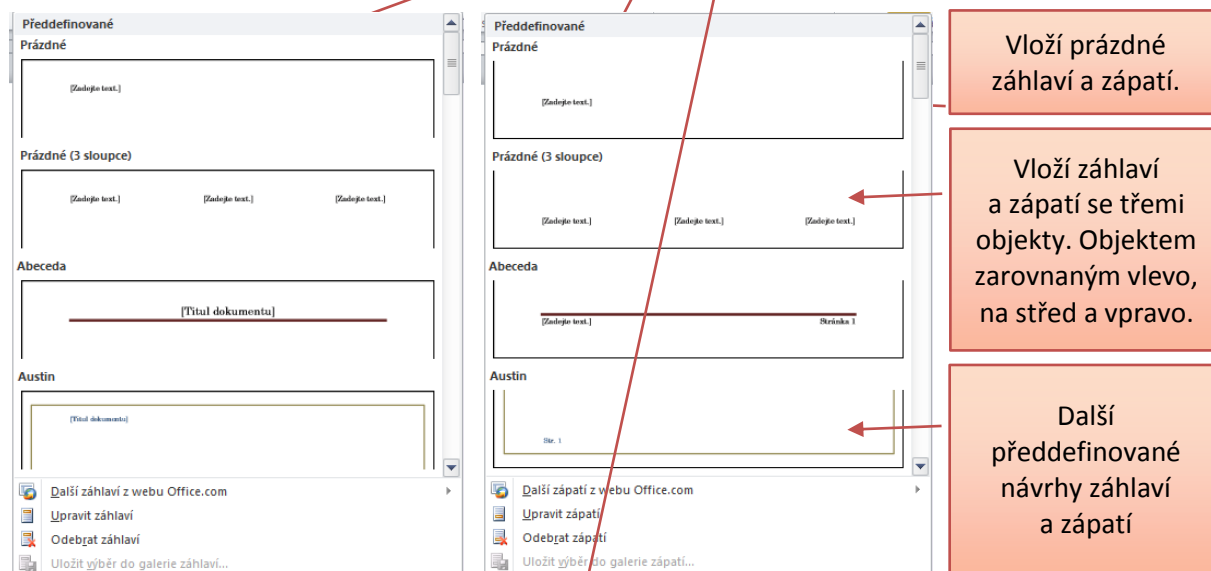 Předdefinované
Prázdné
[Zadejte text.]
Prázdné (3 sloupce)
[Zadejte text.] [Zadejte text.] [Zadejte text.]
Abeceda
[Titul dokumentu]
Austin
[Titul dokumentu]
Další záhlaví z webu Office.com
Upravit záhlaví
Odebrat záhlaví
Uložit výběr do galerie záhlaví...
Předdefinované
Prázdné
[Zadejte text.]
Prázdné (3 sloupce)
[Zadejte text.] [Zadejte text.] [Zadejte text.]
Abeceda
[Zadejte text.] Stránka 1
Austin
Str. 1
Další zápatí z webu Office.com
Upravit zápatí
Odebrat zápatí
Uložit výběr do galerie zápatí...
Vloží prázdné
záhlaví a zápatí.
Vloží záhlaví
a zápatí se třemi
objekty. Objektem
zarovnaným vlevo,
na střed a vpravo.
Další
předdefinované
návrhy záhlaví
a zápatí